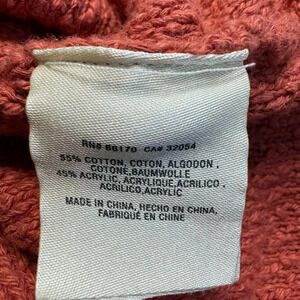 RN# 66170 CA# 32054
55% COTTON, COTON, ALGODON,
COTONE,BAUMWOLLE
45% ACRYLIC, ACRYLIQUE,ACRILICO,
ACRILICO,ACRYLIC
MADE IN CHINA, HECHO EN CHINA,
FABRIQUÉ EN CHINE